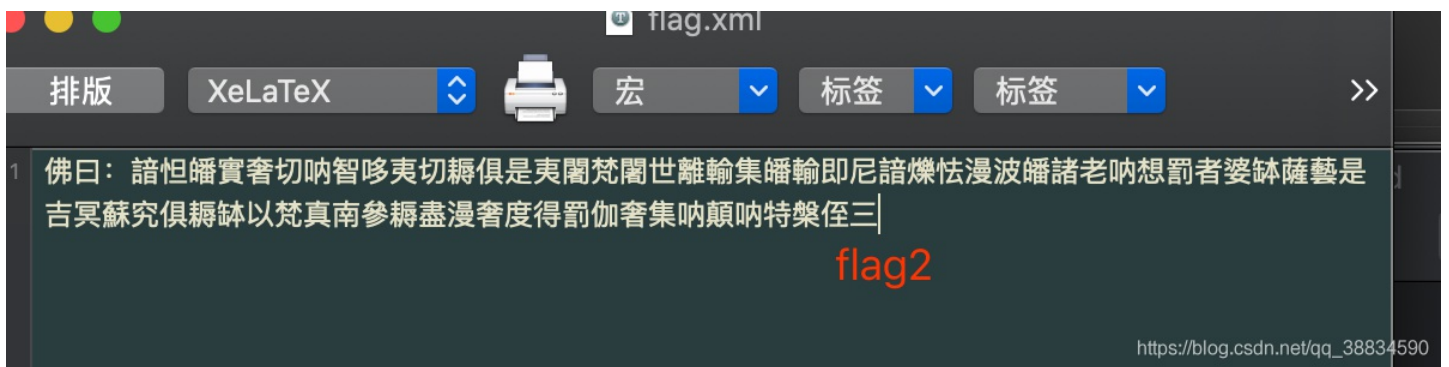 flag.xml
排版 XeLaTeX 宏 标签 标签 >>
1 佛曰：諳怛皤實奢切呐智哆夷切耨俱是夷闍梵闍世離輸集皤輸即尼諳爍怯漫波皤諸老呐想罰者婆缽薩藝是
吉冥蘇究俱耨缽以梵真南參耨盡漫奢度得罰伽奢集呐顛呐特槃侄三
flag2
https://blog.csdn.net/qq_38834590